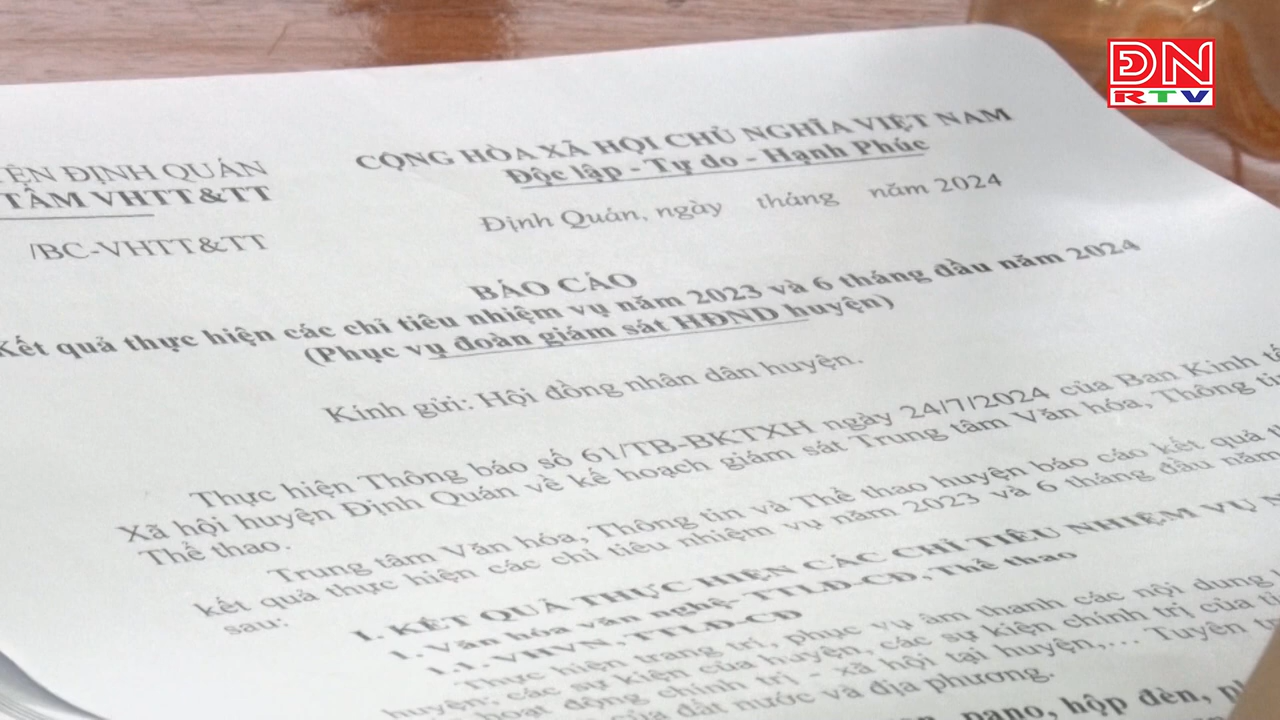 ĐN
RTV
ĐỊNH QUÁN
CỘNG HÒA XÃ HỘI CHỦ NGHĨA VIỆT NAM
TÂM VHTT&TT
Độc lập - Tự do - Hạnh Phúc
/BC-VHTT&TT
Định Quán, ngày tháng năm 2024
BÁO CÁO
Kết quả thực hiện các chỉ tiêu nhiệm vụ năm 2023 và 6 tháng đầu năm 2024
(Phục vụ đoàn giám sát HĐND huyện)
Kính gửi: Hội đồng nhân dân huyện.
Thực hiện Thông báo số 61/TB-BKTXH ngày 24/7/2024 của Ban Kinh tế
Xã hội huyện Định Quán về kế hoạch giám sát Trung tâm Văn hóa, Thông
Thể thao.
Trung tâm Văn hóa, Thông tin và Thể thao huyện báo cáo kết quả
kết quả thực hiện các chỉ tiêu nhiệm vụ năm 2023 và 6 tháng đầu năm
sau:
I. KẾT QUẢ THỰC HIỆN CÁC CHỈ TIÊU NHIỆM VỤ
1. Văn hóa văn nghệ- TTLĐ-CĐ, Thể thao
1.1. VHVN, TTLĐ-CĐ
Thực hiện trang trí, phục vụ âm thanh các nội dung
huyện; các sự kiện của huyện, các sự kiện chính trị của
hoạt động chính trị - xã hội tại huyện,... Tuyên
của đất nước và địa phương.
pano, hộp đèn,